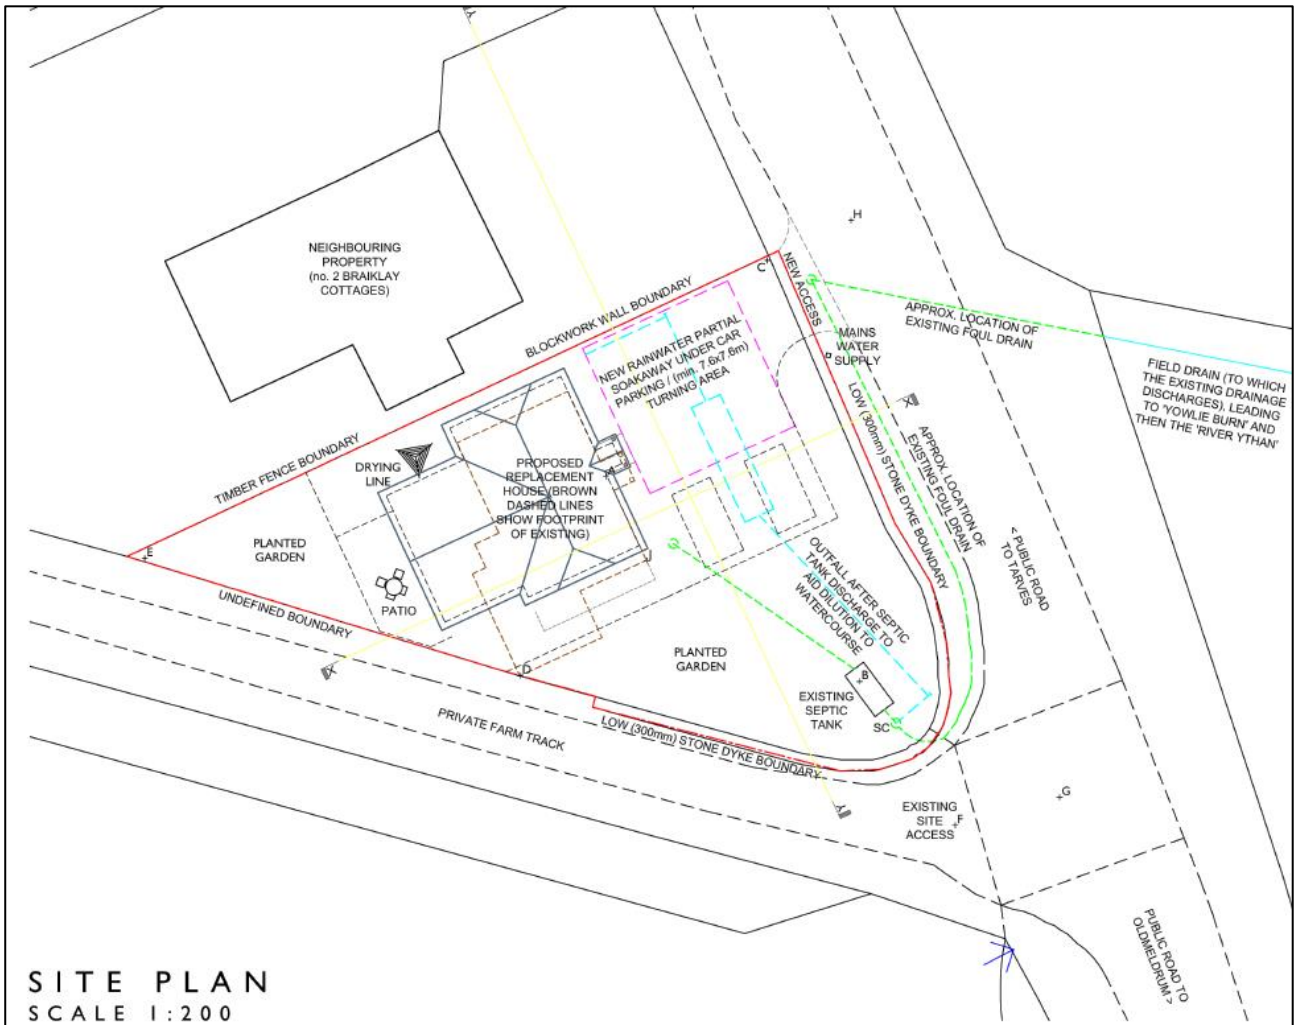 Y
H
NEIGHBOURING
PROPERTY
(no. 2 BRAIKLAY
COTTAGES)
C
NEW ACCESS
BLOCKWORK WALL BOUNDARY
APPROX. LOCATION OF
EXISTING FOUL DRAIN
MAINS
WATER
SUPPLY
NEW RAINWATER PARTIAL
SOAKAWAY UNDER CAR
PARKING / (min. 7.6x7.6m)
TURNING AREA
FIELD DRAIN (TO WHICH
THE EXISTING DRAINAGE
DISCHARGES), LEADING
TO 'YOWLIE BURN' AND
THEN THE 'RIVER YTHAN'
X
LOW (300mm) STONE DYKE BOUNDARY
APPROX. LOCATION OF
EXISTING FOUL DRAIN
TIMBER FENCE BOUNDARY
DRYING
LINE
PROPOSED
REPLACEMENT
HOUSE (BROWN
DASHED LINES
SHOW FOOTPRINT
OF EXISTING)
A
< PUBLIC ROAD
TO TARVES
E
PLANTED
GARDEN
OUTFALL AFTER SEPTIC
TANK DISCHARGE TO
AID DILUTION TO
WATERCOURSE
PATIO
UNDEFINED BOUNDARY
X
D
PLANTED
GARDEN
B
EXISTING
SEPTIC
TANK
SC
PRIVATE FARM TRACK
LOW (300mm) STONE DYKE BOUNDARY
Y
EXISTING
SITE
ACCESS
F
G
PUBLIC ROAD TO
OLDMELDRUM >
SITE PLAN
SCALE 1:200